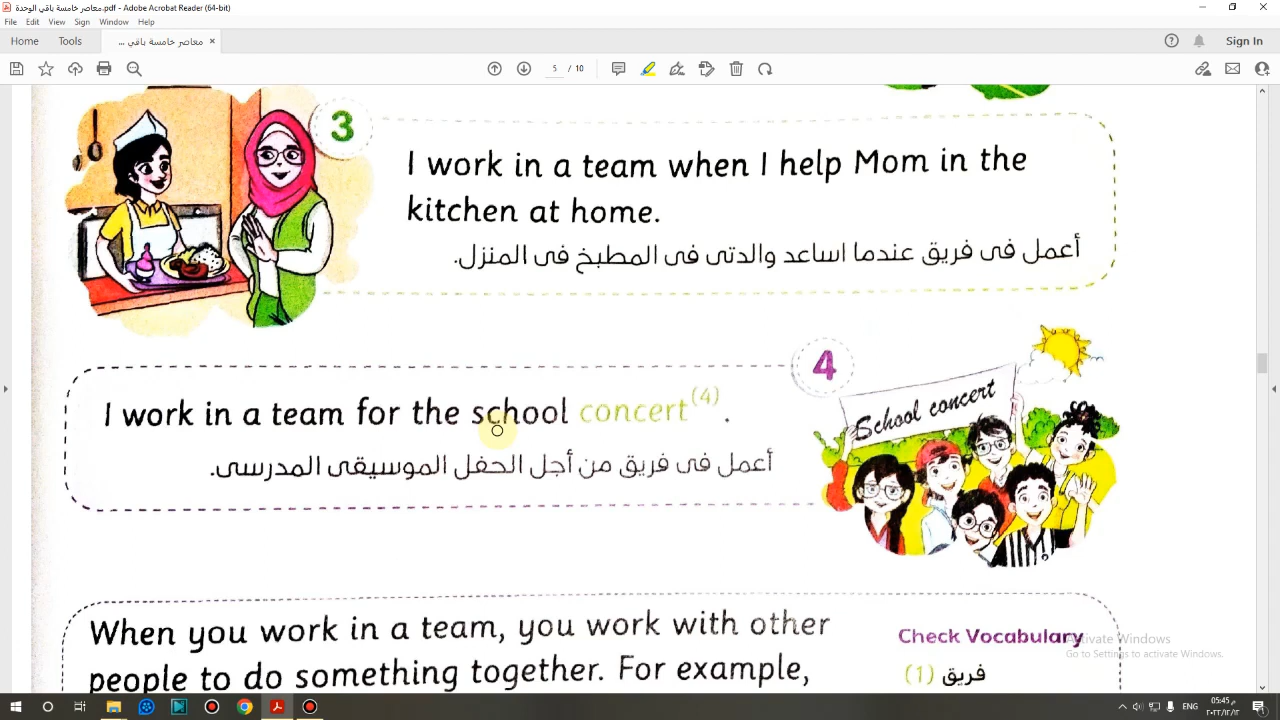 معاصر خامسة باقي الوحدة.pdf - Adobe Acrobat Reader (64-bit)
File Edit View Sign Window Help
Home Tools معاصر خامسة باقي ... × Sign In
5 / 10
3
I work in a team when I help Mom in the
kitchen at home.
أعمل فى فريق عندما اساعد والدتى فى المطبخ فى المنزل.
4
School concert
I work in a team for the school concert(4).
أعمل فى فريق من أجل الحفل الموسيقى المدرسى.
When you work in a team, you work with other
people to do something together. For example,
Check Vocabulary
(1) فريق
Activate Windows
Go to Settings to activate Windows.
ENG
05:45 م
٢٠٢٢/١٢/١٢